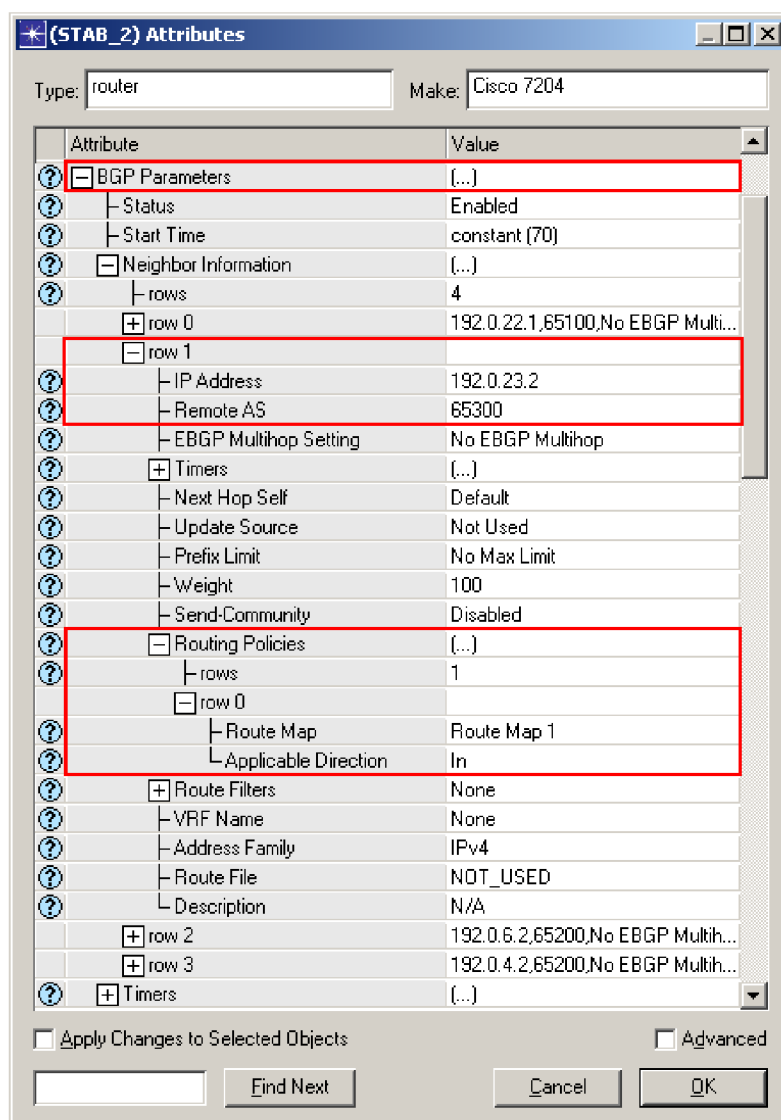 (STAB_2) Attributes
Type: router Make: Cisco 7204
Attribute Value
BGP Parameters (...)
Status Enabled
Start Time constant (70)
Neighbor Information (...)
rows 4
row 0 192.0.22.1,65100,No EBGP Multi...
row 1
IP Address 192.0.23.2
Remote AS 65300
EBGP Multihop Setting No EBGP Multihop
Timers (...)
Next Hop Self Default
Update Source Not Used
Prefix Limit No Max Limit
Weight 100
Send-Community Disabled
Routing Policies (...)
rows 1
row 0
Route Map Route Map 1
Applicable Direction In
Route Filters None
VRF Name None
Address Family IPv4
Route File NOT_USED
Description N/A
row 2 192.0.6.2,65200,No EBGP Multih...
row 3 192.0.4.2,65200,No EBGP Multih...
Timers (...)
Apply Changes to Selected Objects Advanced
Find Next Cancel OK